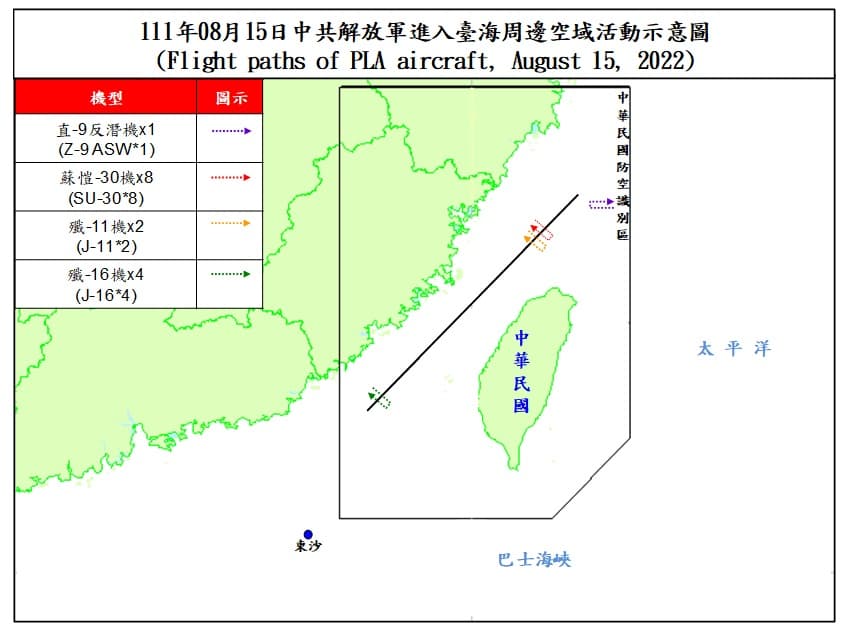 111年08月15日中共解放軍進入臺海周邊空域活動示意圖
(Flight paths of PLA aircraft, August 15, 2022)
機型
圖示
直-9反潛機x1
(Z-9 ASW*1)
蘇愷-30機x8
(SU-30*8)
殲-11機x2
(J-11*2)
殲-16機x4
(J-16*4)
中華民國防空識別區
中華民國
太平洋
東沙
巴士海峽